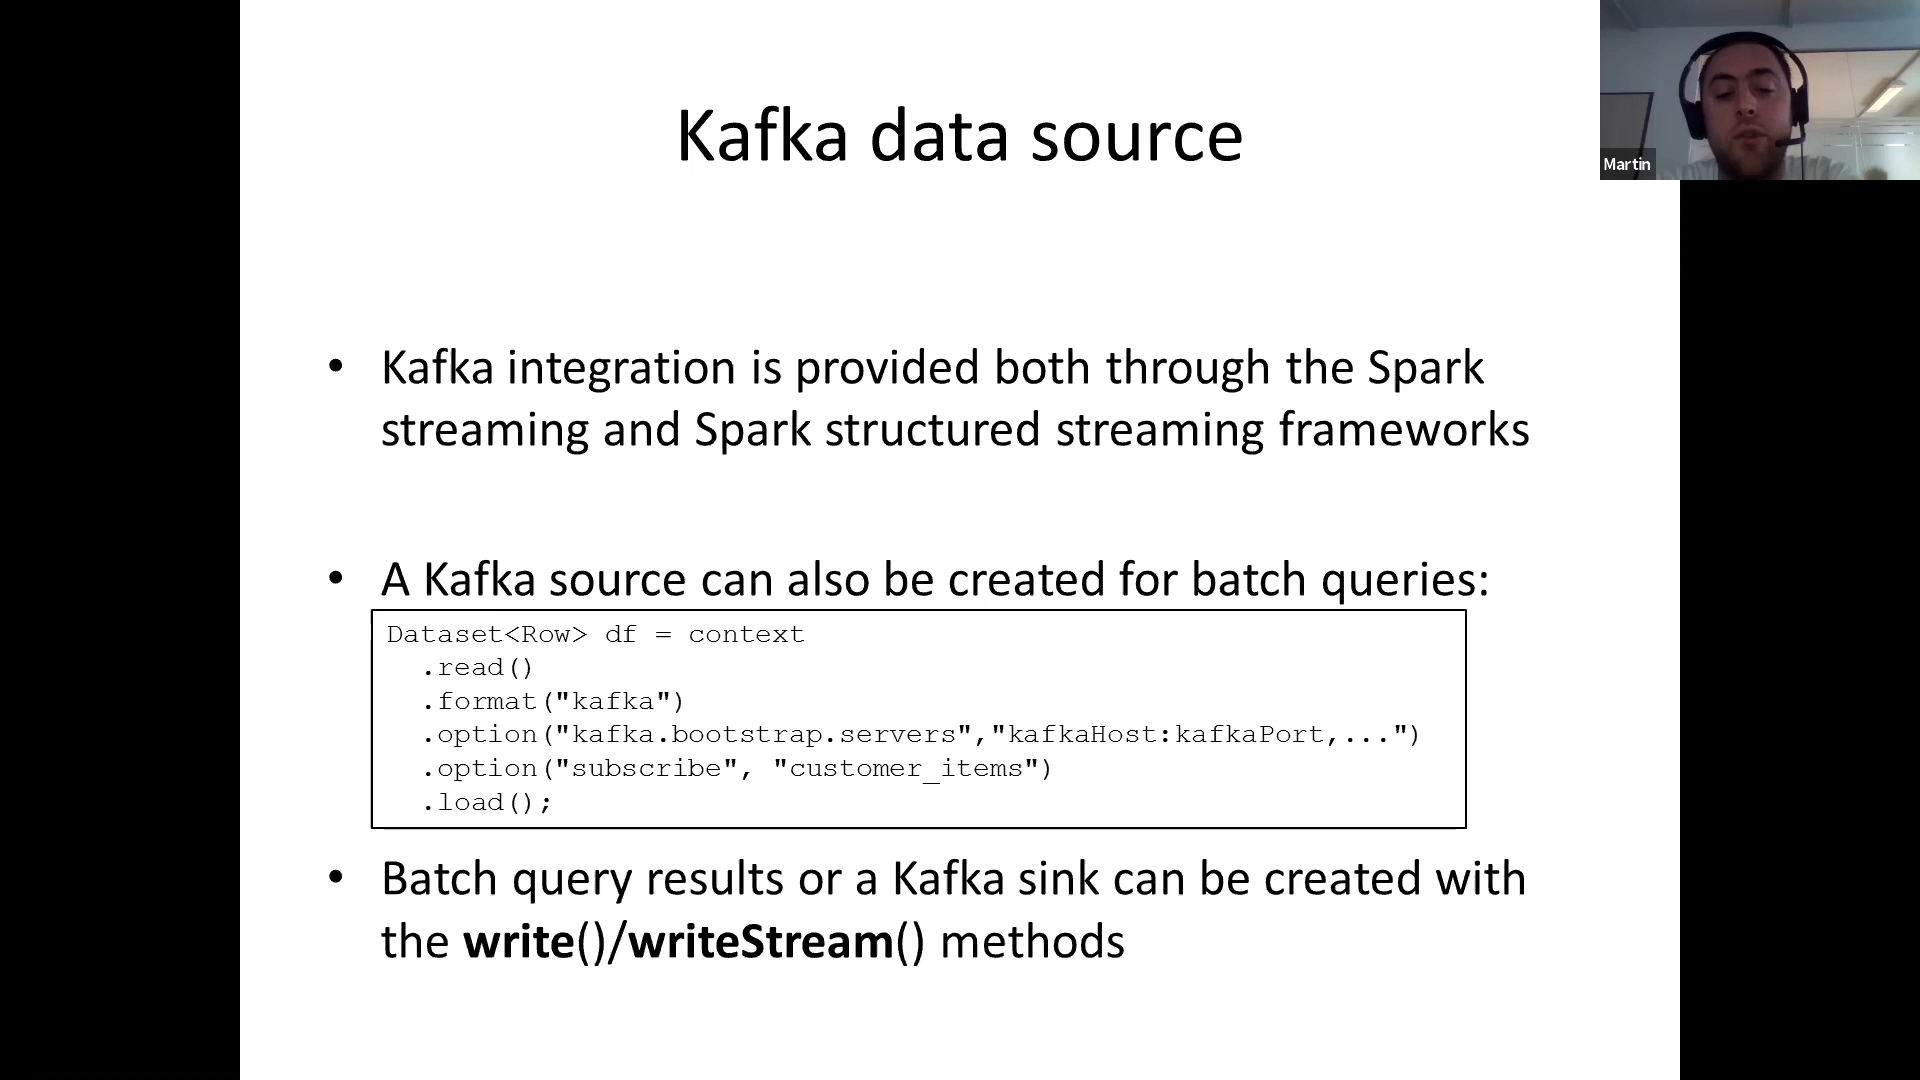 Kafka data source
Martin
• Kafka integration is provided both through the Spark
streaming and Spark structured streaming frameworks
• A Kafka source can also be created for batch queries:
Dataset<Row> df = context
  .read()
  .format("kafka")
  .option("kafka.bootstrap.servers","kafkaHost:kafkaPort,...")
  .option("subscribe", "customer_items")
  .load();
• Batch query results or a Kafka sink can be created with
the write()/writeStream() methods